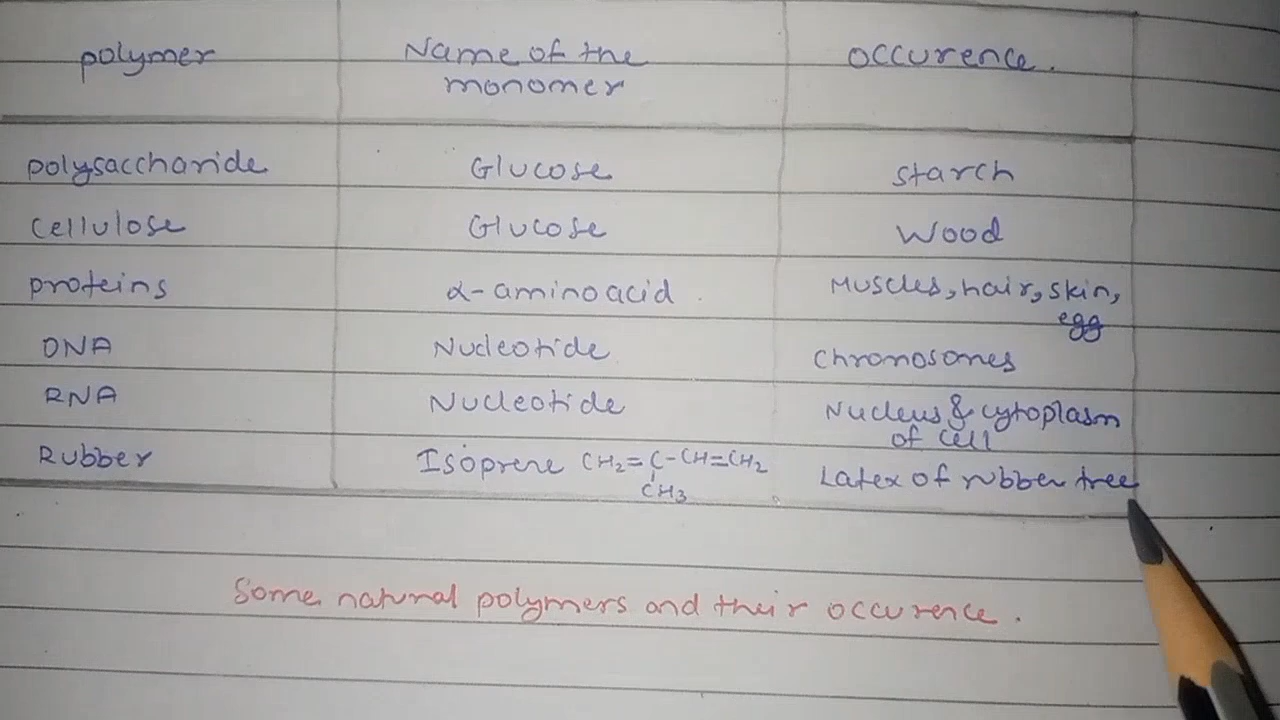 polymer Name of the monomer occurence.
polysaccharide Glucose starch
cellulose Glucose Wood
proteins α-aminoacid Muscles, hair, skin, egg
DNA Nucleotide Chromosomes
RNA Nucleotide Nucleus & cytoplasm of cell
Rubber Isoprene CH₂=C-CH=CH₂ Latex of rubber tree
CH₃
Some natural polymers and their occurence.